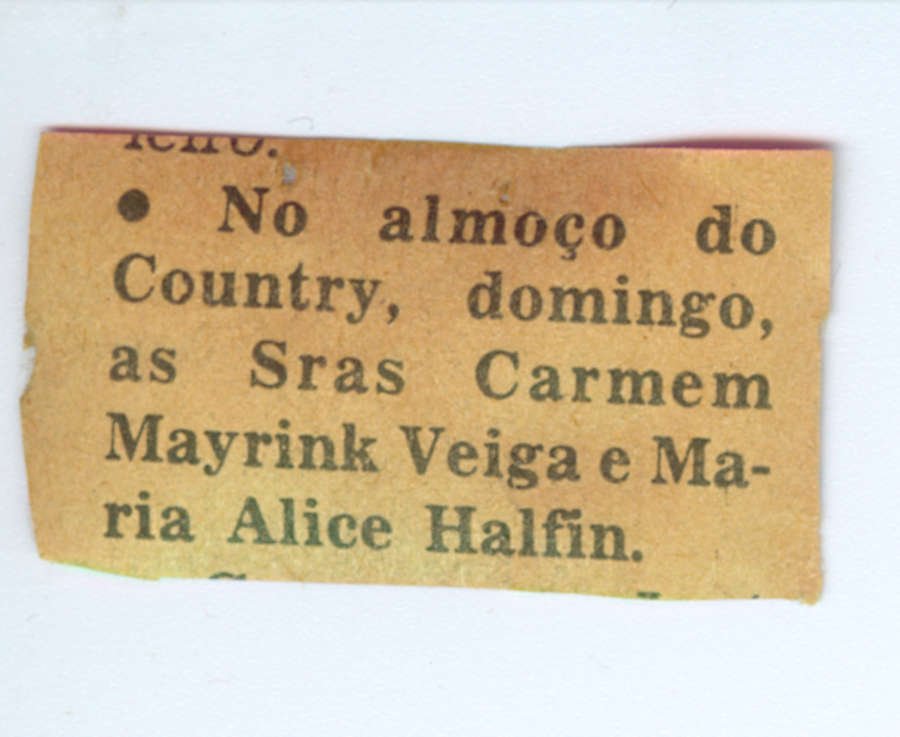 ● No almoço do
Country, domingo,
as Sras Carmem
Mayrink Veiga e Ma-
ria Alice Halfin.